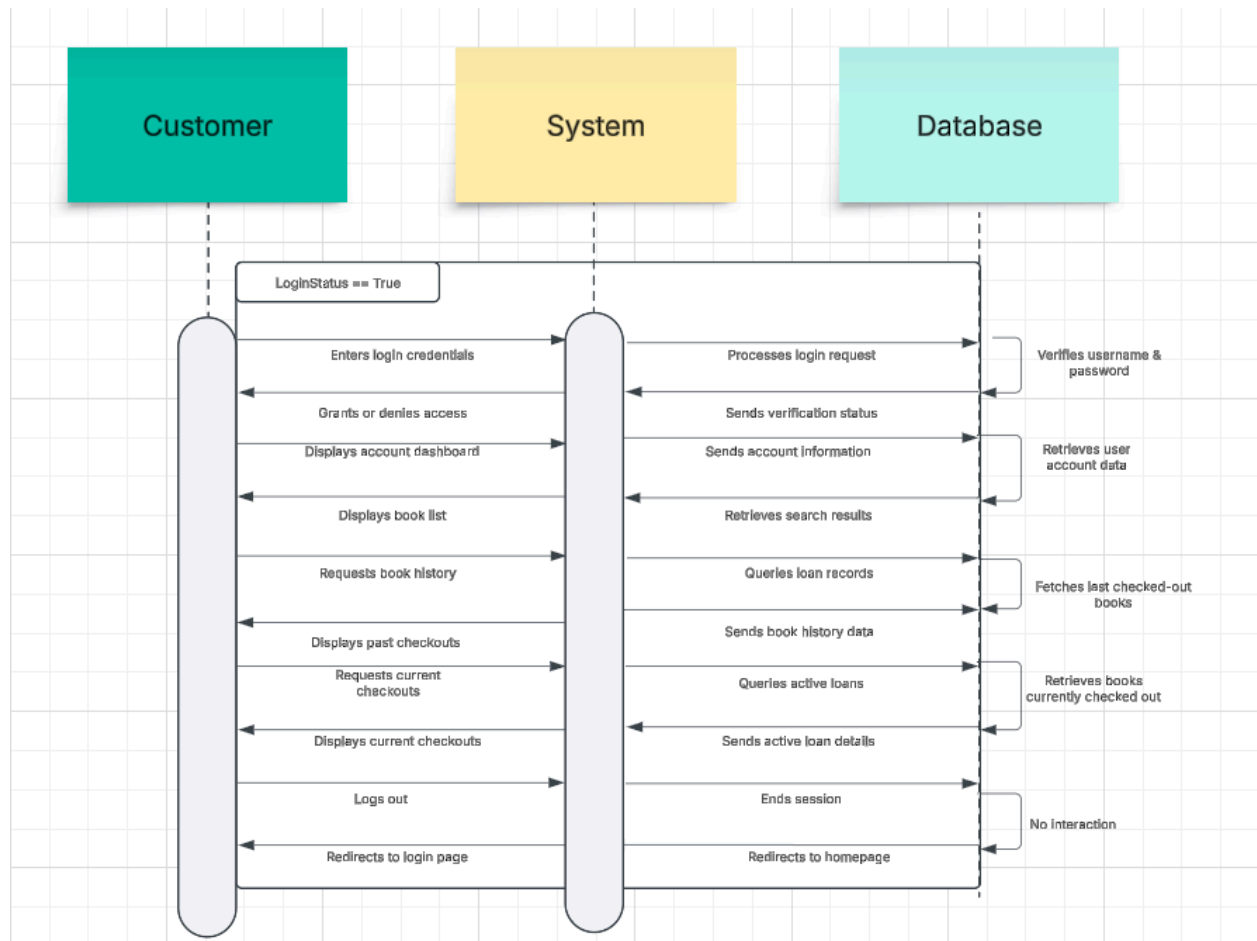 Customer
System
Database
LoginStatus == True
Enters login credentials
Processes login request
Verifies username &
password
Grants or denies access
Sends verification status
Displays account dashboard
Sends account information
Retrieves user
account data
Displays book list
Retrieves search results
Requests book history
Queries loan records
Fetches last checked-out
books
Displays past checkouts
Sends book history data
Requests current
checkouts
Queries active loans
Retrieves books
currently checked out
Displays current checkouts
Sends active loan details
Logs out
Ends session
No interaction
Redirects to login page
Redirects to homepage